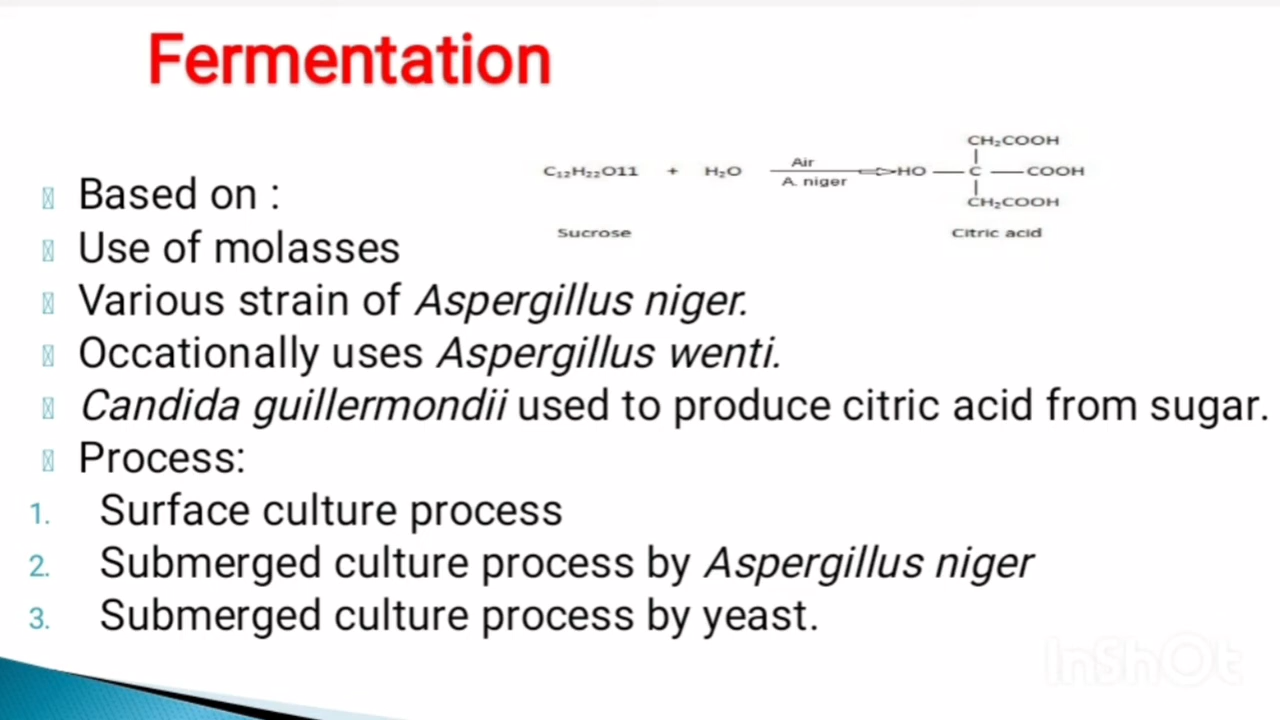 Fermentation
CH₂COOH
C₁₂H₂₂O11 + H₂O Air A. niger HO — C — COOH
CH₂COOH
Sucrose Citric acid
Based on :
Use of molasses
Various strain of Aspergillus niger.
Occationally uses Aspergillus wenti.
Candida guillermondii used to produce citric acid from sugar.
Process:
1. Surface culture process
2. Submerged culture process by Aspergillus niger
3. Submerged culture process by yeast.
InShOt